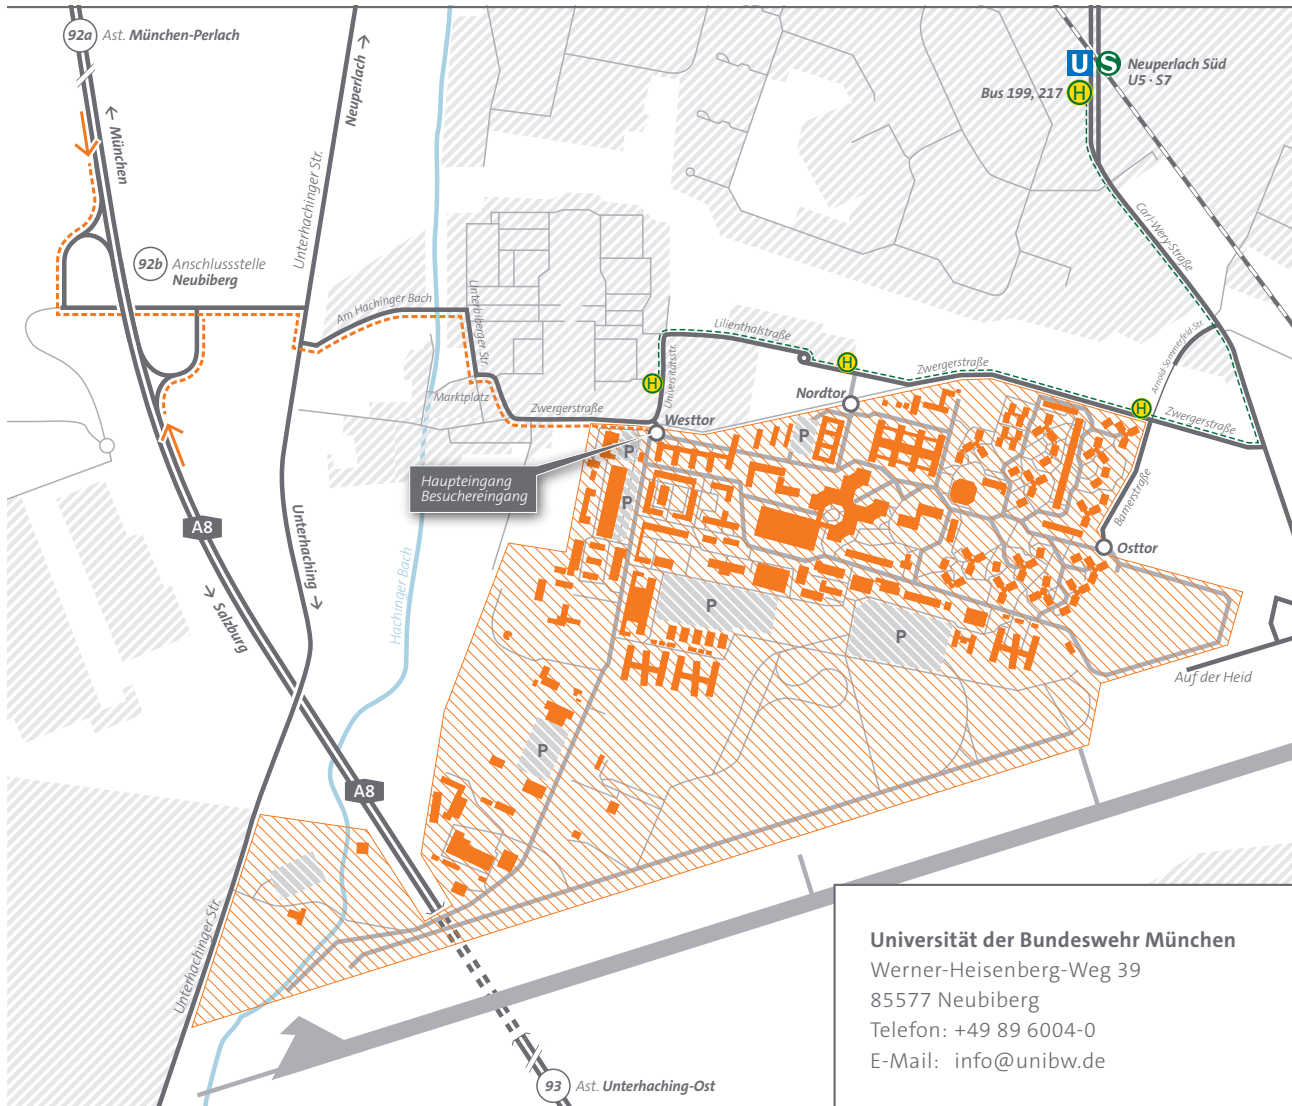 92a Ast. München-Perlach
München
Neuperlach
Unterhachinger Str.
U S Neuperlach Süd
U5 · S7
Bus 199, 217 H
Carl-Wery-Straße
92b Anschlussstelle
Neubiberg
Am Hachinger Bach
Unterbiberger Str.
Marktplatz
Zwergerstraße
H
Universitätsstr.
Lilienthalstraße
H
Zwergerstraße
Arnold-Sommerfeld-Str.
H
Zwergerstraße
Westtor
Nordtor
P
P
P
Haupteingang
Besuchereingang
Barnerstraße
Osttor
A8
Unterhaching
Salzburg
Hachinger Bach
P
P
P
Auf der Heid
A8
Unterhachinger Str.
93 Ast. Unterhaching-Ost
Universität der Bundeswehr München
Werner-Heisenberg-Weg 39
85577 Neubiberg
Telefon: +49 89 6004-0
E-Mail: info@unibw.de